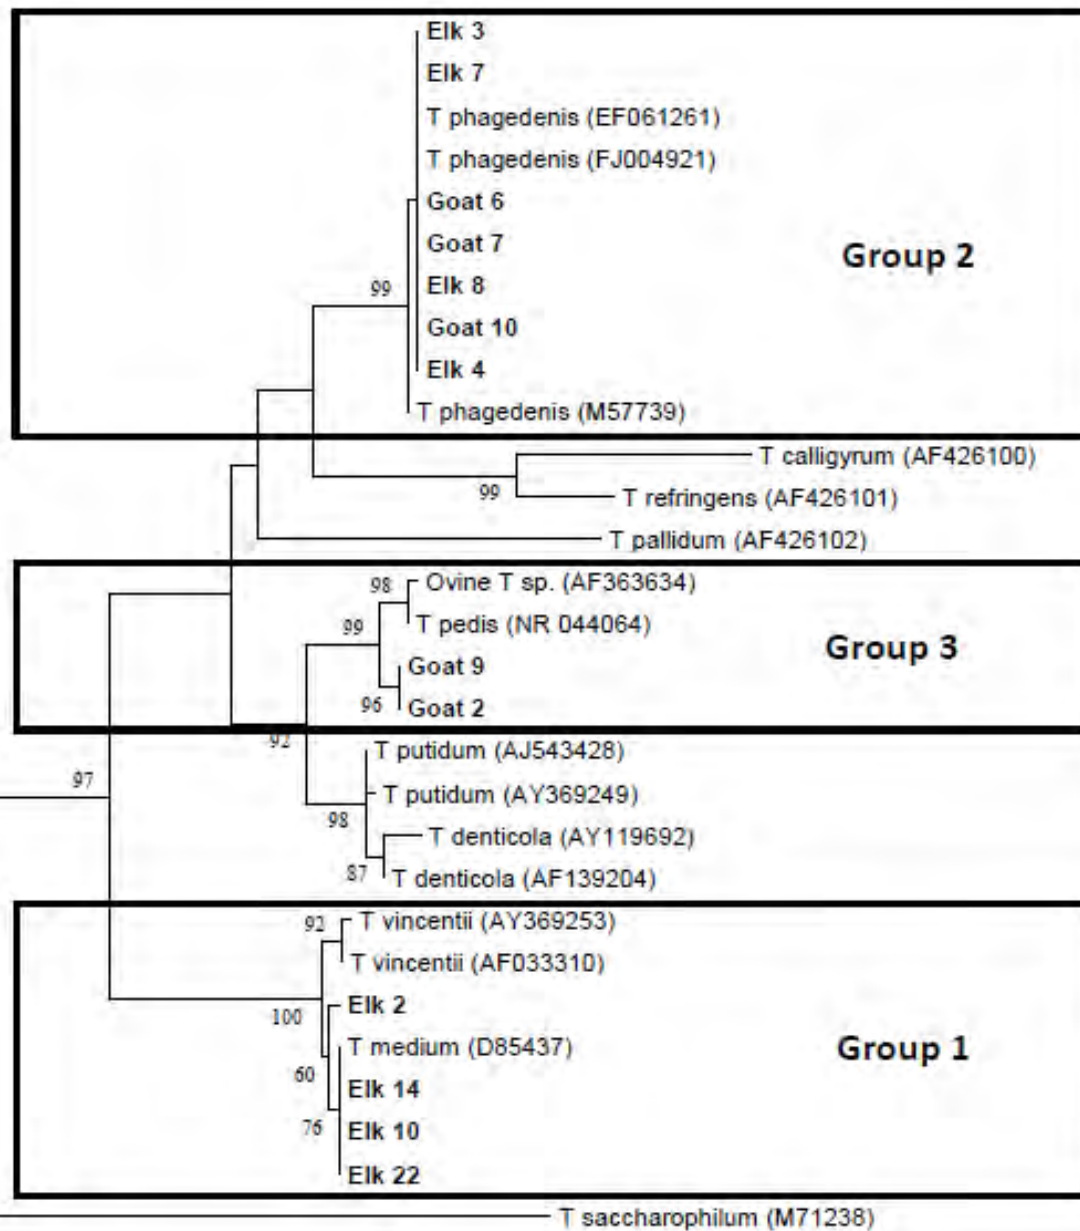 Elk 3
Elk 7
T phagedenis (EF061261)
T phagedenis (FJ004921)
Goat 6
Goat 7
Group 2
Elk 8
99
Goat 10
Elk 4
T phagedenis (M57739)
T calligyrum (AF426100)
99
T refringens (AF426101)
T pallidum (AF426102)
98
Ovine T sp. (AF363634)
99
T pedis (NR 044064)
Group 3
Goat 9
96
Goat 2
92
T putidum (AJ543428)
97
T putidum (AY369249)
98
T denticola (AY119692)
87
T denticola (AF139204)
92
T vincentii (AY369253)
T vincentii (AF033310)
Elk 2
100
T medium (D85437)
Group 1
60
Elk 14
76
Elk 10
Elk 22
T saccharophilum (M71238)